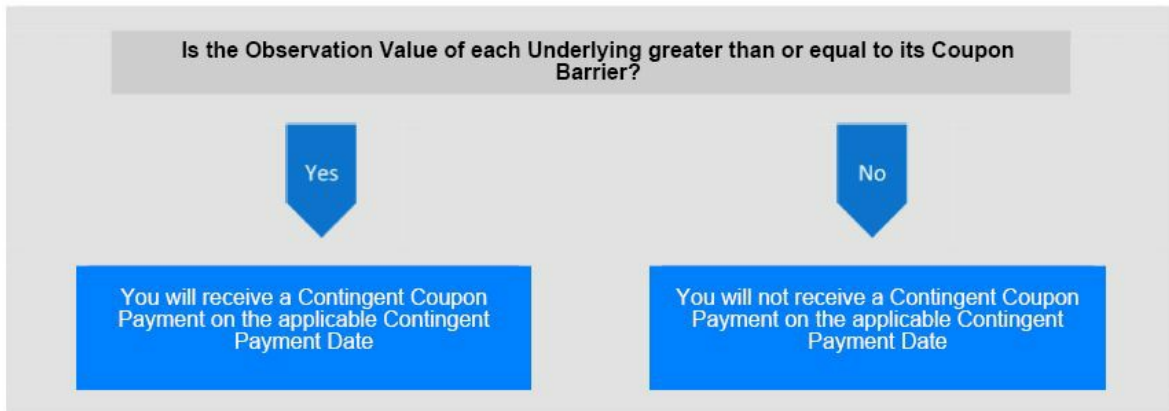 Is the Observation Value of each Underlying greater than or equal to its Coupon
Barrier?
Yes
No
You will receive a Contingent Coupon
Payment on the applicable Contingent
Payment Date
You will not receive a Contingent Coupon
Payment on the applicable Contingent
Payment Date